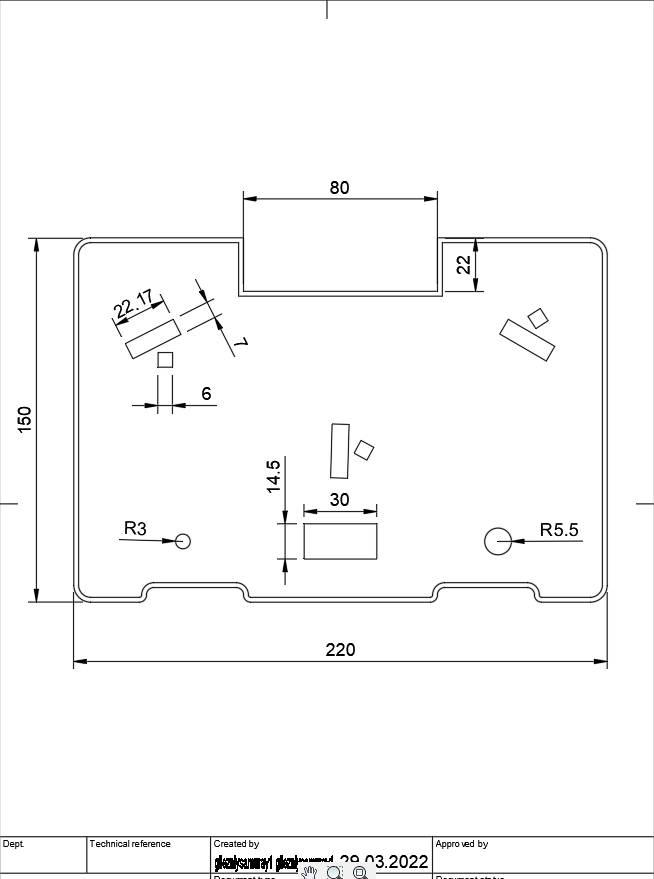 80
22
22.17
7
6
150
14.5
30
R3
R5.5
220
Dept.
Technical reference
Created by
Approved by
29.03.2022